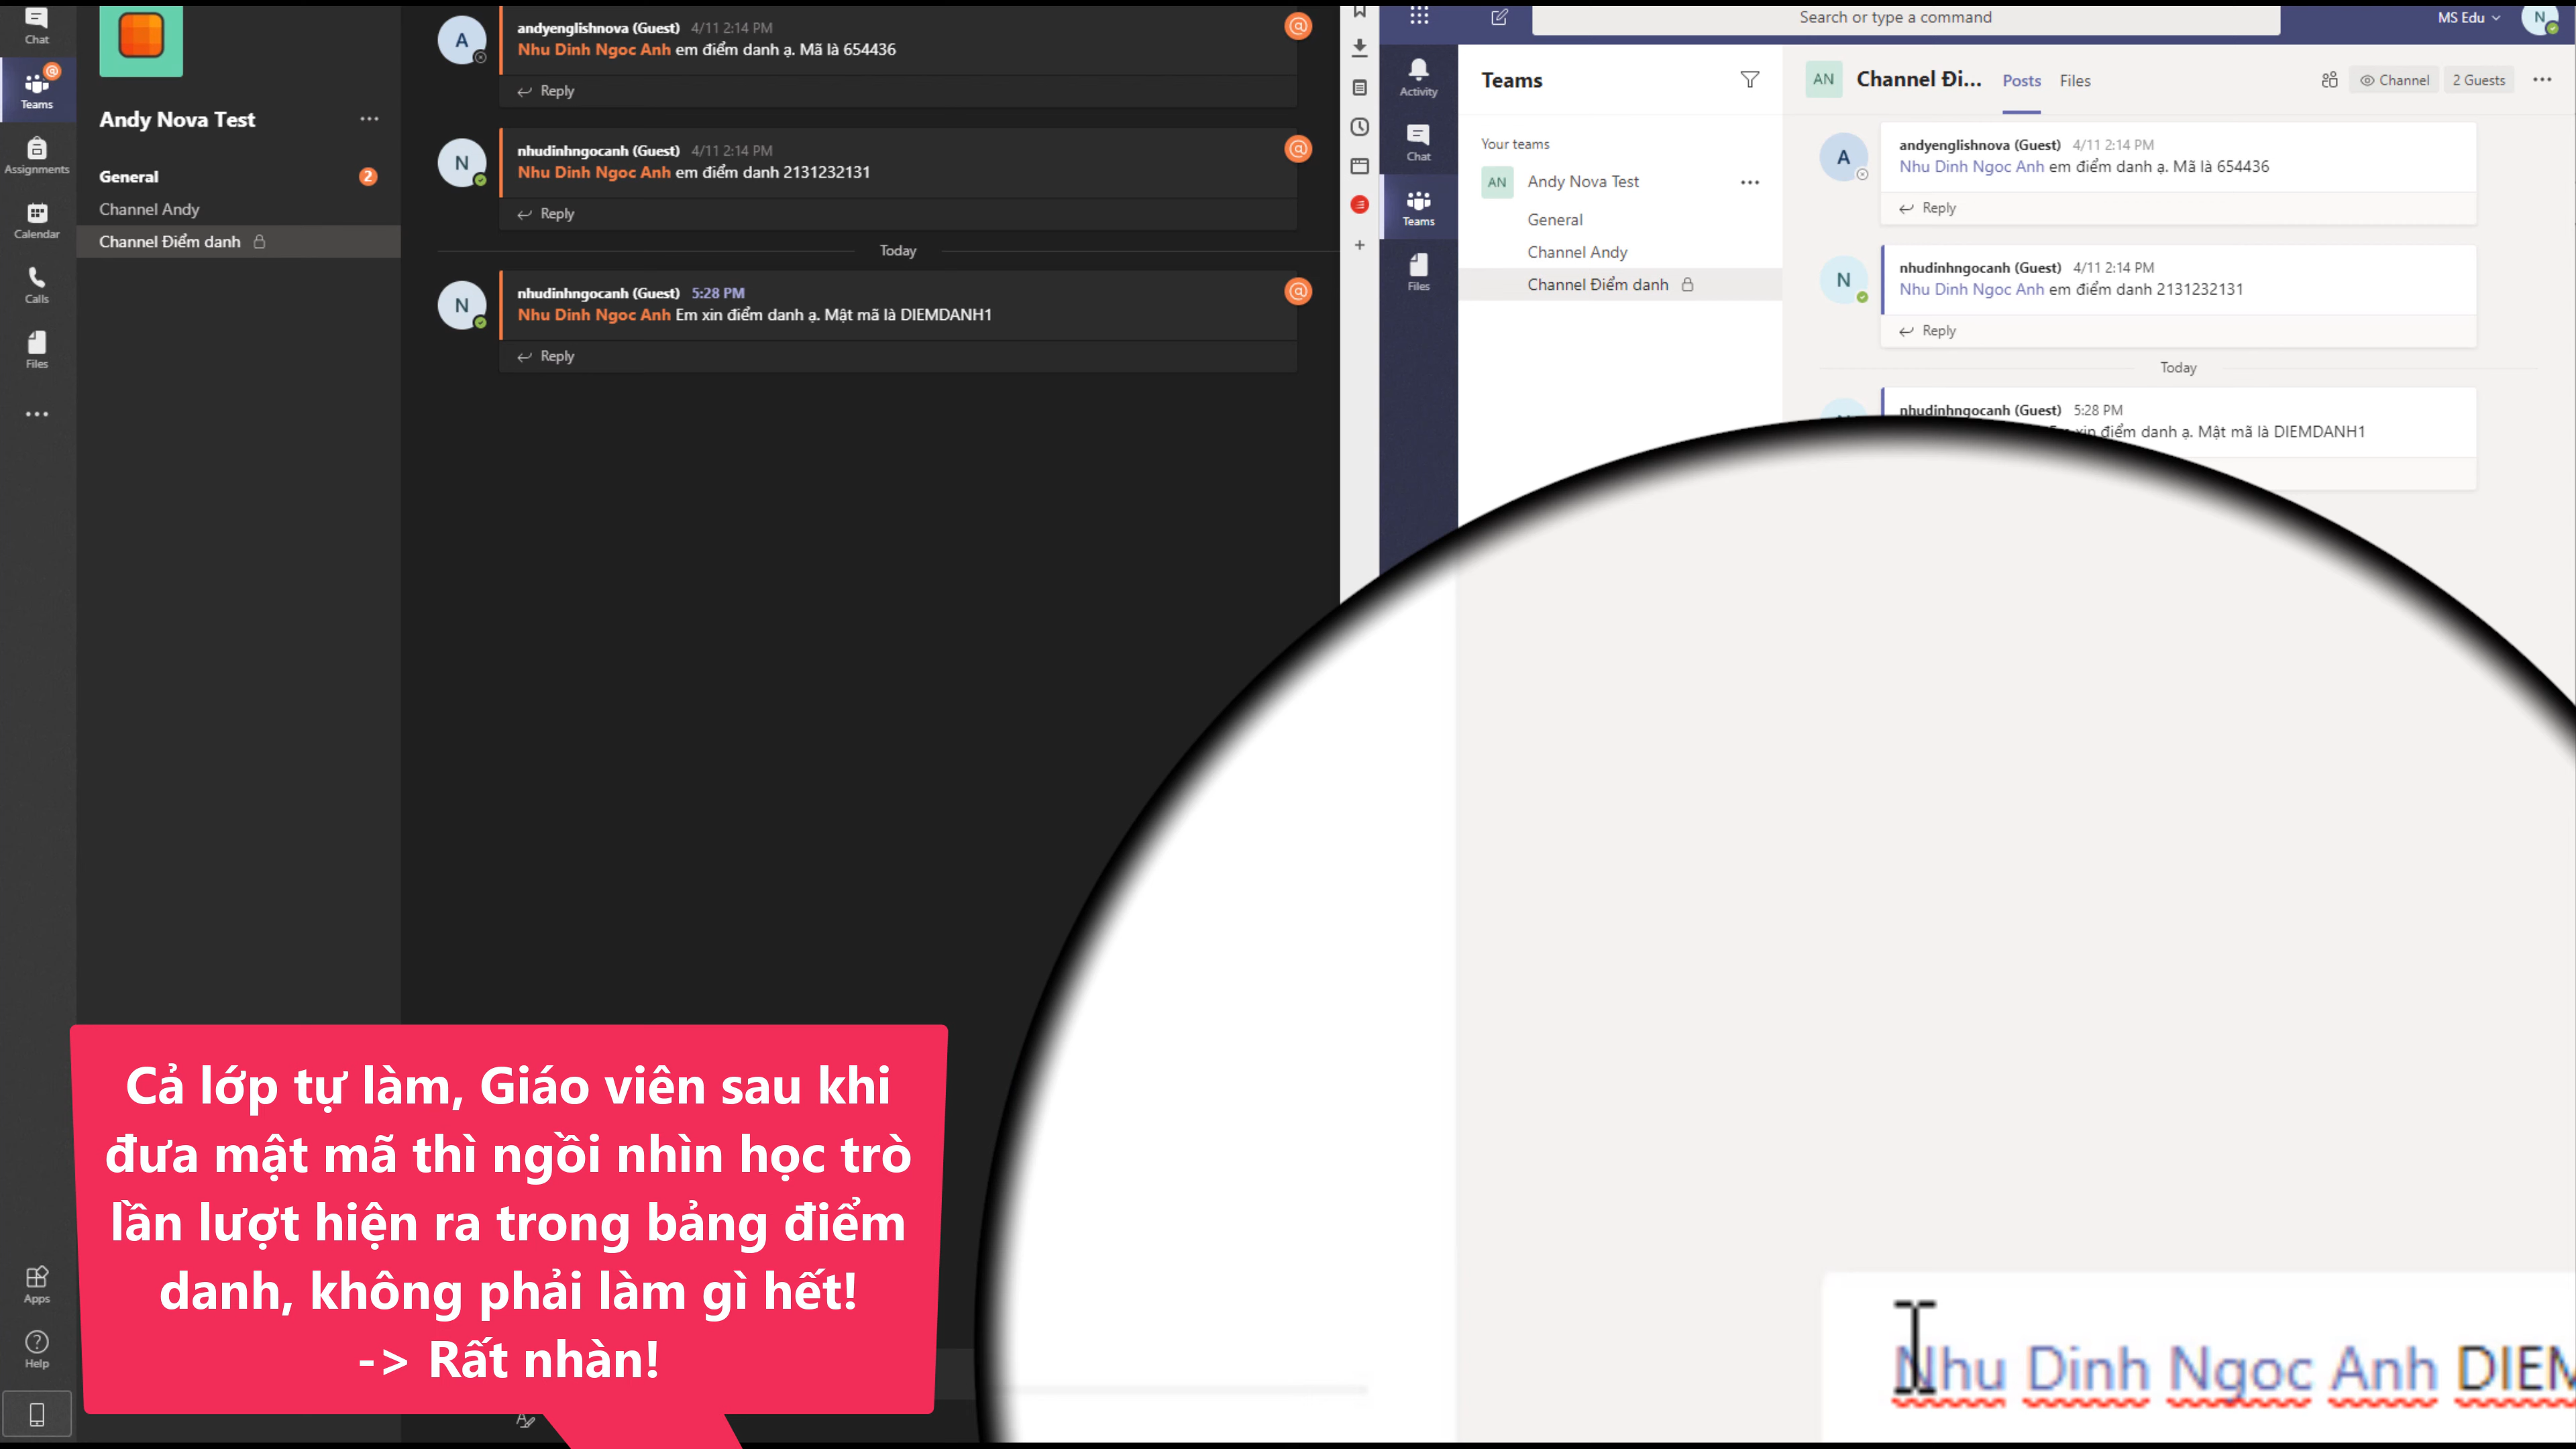 Chat
Teams
Assignments
Calendar
Calls
Files
Apps
Help
Andy Nova Test
General
2
Channel Andy
Channel Điểm danh
A
andyenglishnova (Guest) 4/11 2:14 PM
Nhu Dinh Ngoc Anh em điểm danh ạ. Mã là 654436
Reply
N
nhudinhngocanh (Guest) 4/11 2:14 PM
Nhu Dinh Ngoc Anh em điểm danh 2131232131
Reply
Today
N
nhudinhngocanh (Guest) 5:28 PM
Nhu Dinh Ngoc Anh Em xin điểm danh ạ. Mật mã là DIEMDANH1
Reply
Cả lớp tự làm, Giáo viên sau khi
đưa mật mã thì ngồi nhìn học trò
lần lượt hiện ra trong bảng điểm
danh, không phải làm gì hết!
-> Rất nhàn!
Search or type a command
MS Edu
N
Activity
Chat
Teams
Files
Teams
Your teams
AN Andy Nova Test
General
Channel Andy
Channel Điểm danh
AN Channel Đi... Posts Files
Channel
2 Guests
A
andyenglishnova (Guest) 4/11 2:14 PM
Nhu Dinh Ngoc Anh em điểm danh ạ. Mã là 654436
Reply
N
nhudinhngocanh (Guest) 4/11 2:14 PM
Nhu Dinh Ngoc Anh em điểm danh 2131232131
Reply
Today
nhudinhngocanh (Guest) 5:28 PM
xin điểm danh ạ. Mật mã là DIEMDANH1
Nhu Dinh Ngoc Anh DIEM